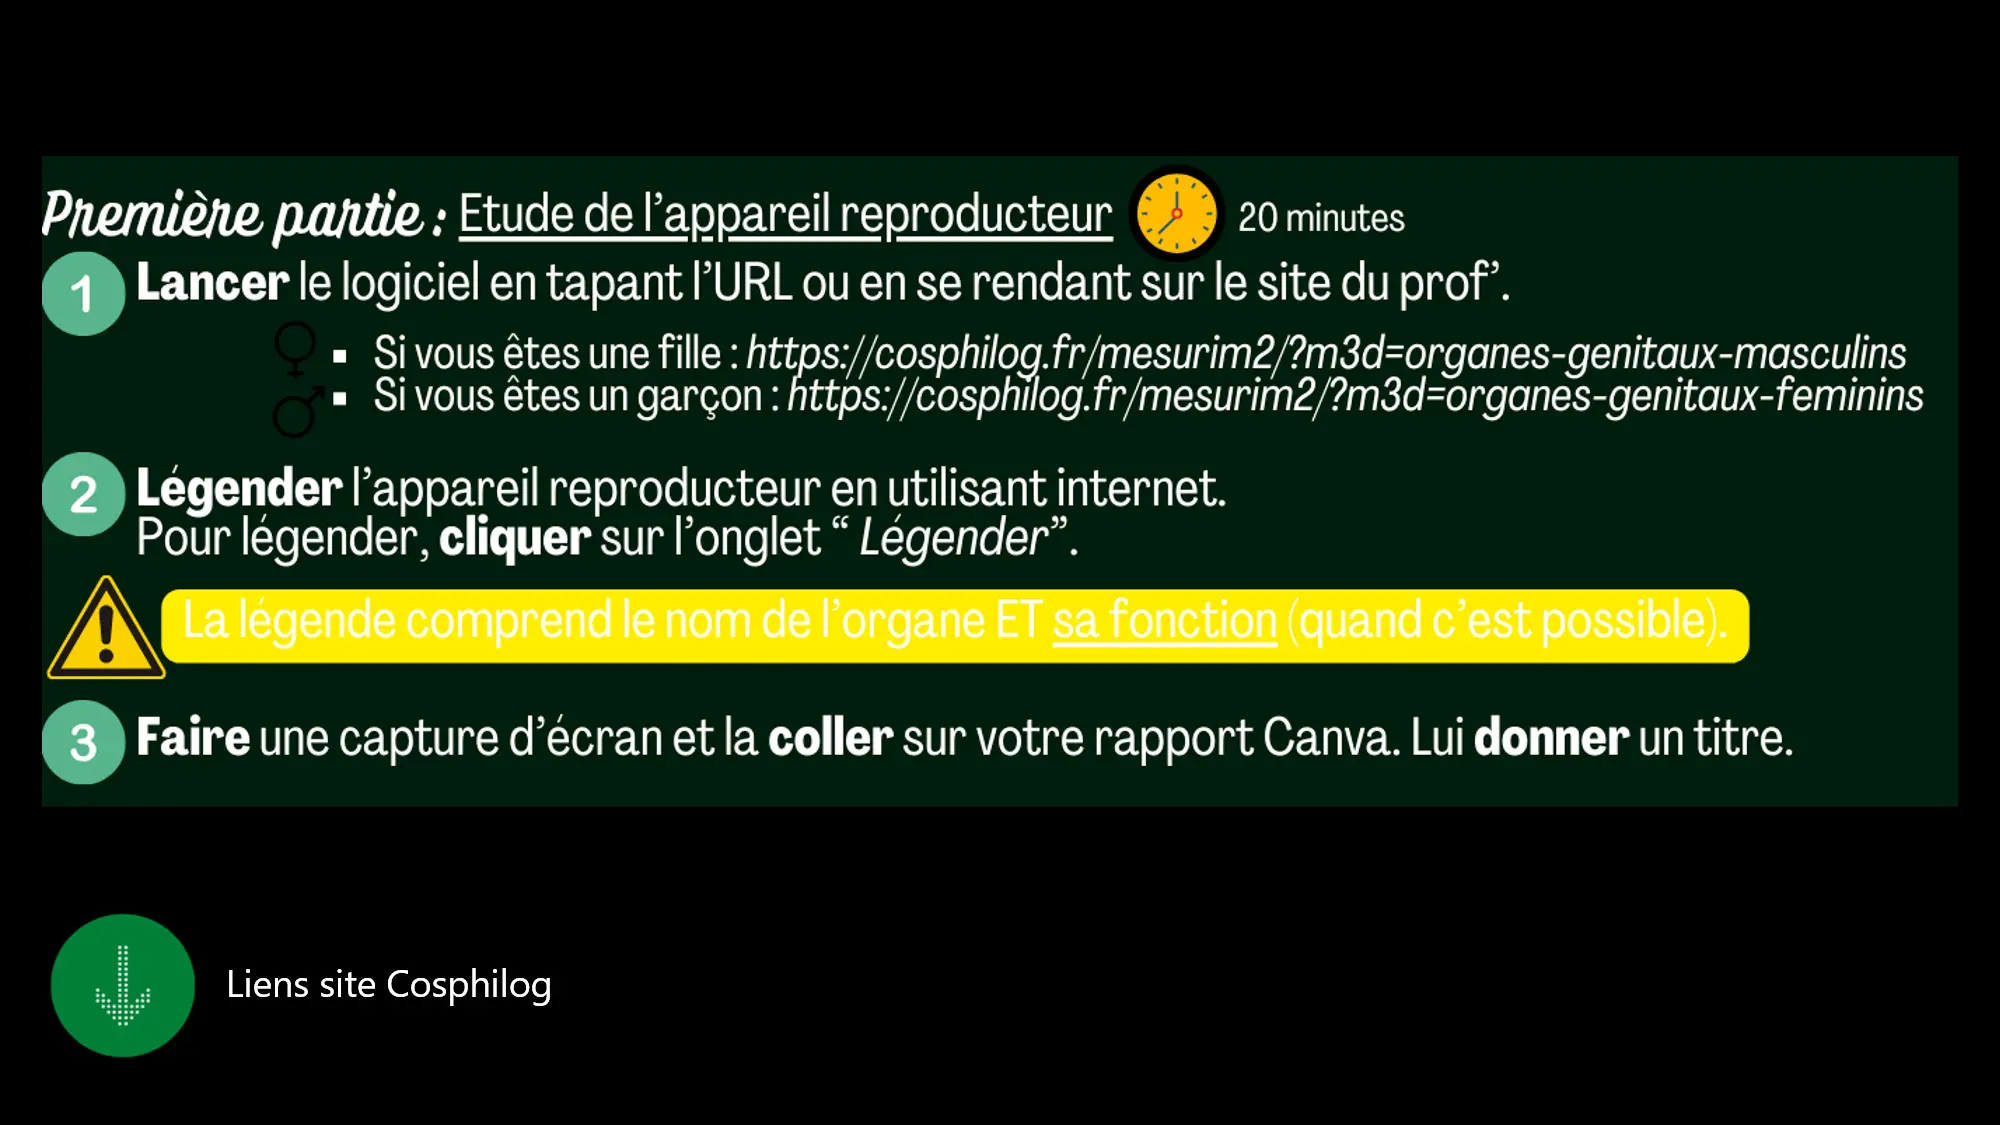 Première partie : Etude de l’appareil reproducteur 20 minutes
1 Lancer le logiciel en tapant l’URL ou en se rendant sur le site du prof’.
▪ Si vous êtes une fille : https://cosphilog.fr/mesurim2/?m3d=organes-genitaux-masculins
▪ Si vous êtes un garçon : https://cosphilog.fr/mesurim2/?m3d=organes-genitaux-feminins
2 Légender l’appareil reproducteur en utilisant internet.
Pour légender, cliquer sur l’onglet “ Légender”.
La légende comprend le nom de l’organe ET sa fonction (quand c’est possible).
3 Faire une capture d’écran et la coller sur votre rapport Canva. Lui donner un titre.
Liens site Cosphilog